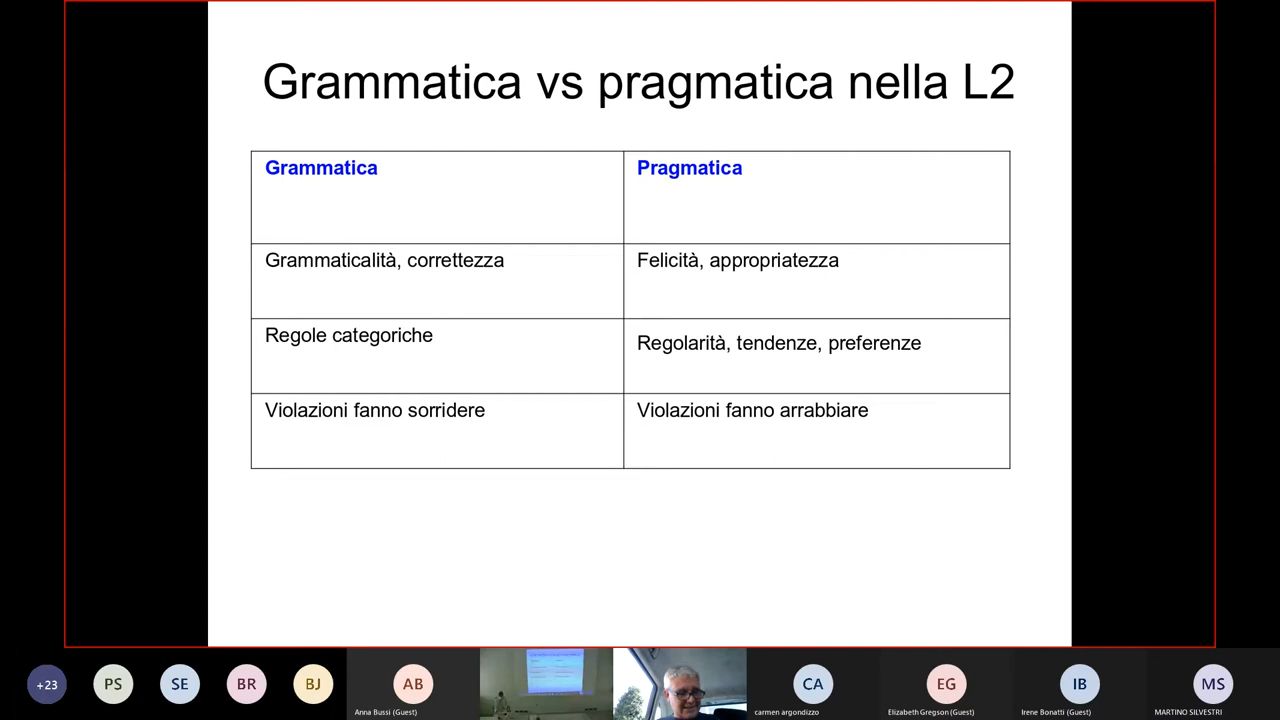 Grammatica vs pragmatica nella L2
Grammatica
Pragmatica
Grammaticalità, correttezza
Felicità, appropriatezza
Regole categoriche
Regolarità, tendenze, preferenze
Violazioni fanno sorridere
Violazioni fanno arrabbiare
+23
PS
SE
BR
BJ
AB
Anna Bussi (Guest)
CA
carmen argondizzo
EG
Elizabeth Gregson (Guest)
IB
Irene Bonatti (Guest)
MS
MARTINO SILVESTRI